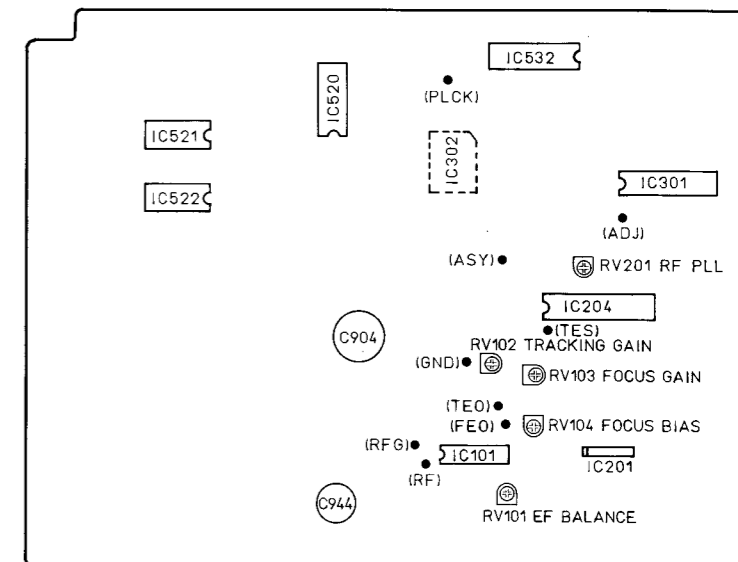 IC532
IC520
(PLCK)
IC521
IC302
IC522
IC301
(ADJ)
(ASY)
RV201 RF PLL
IC204
(TES)
C904
RV102 TRACKING GAIN
(GND)
RV103 FOCUS GAIN
(TEO)
(FEO)
RV104 FOCUS BIAS
(RFG)
IC101
IC201
(RF)
C944
RV101 EF BALANCE